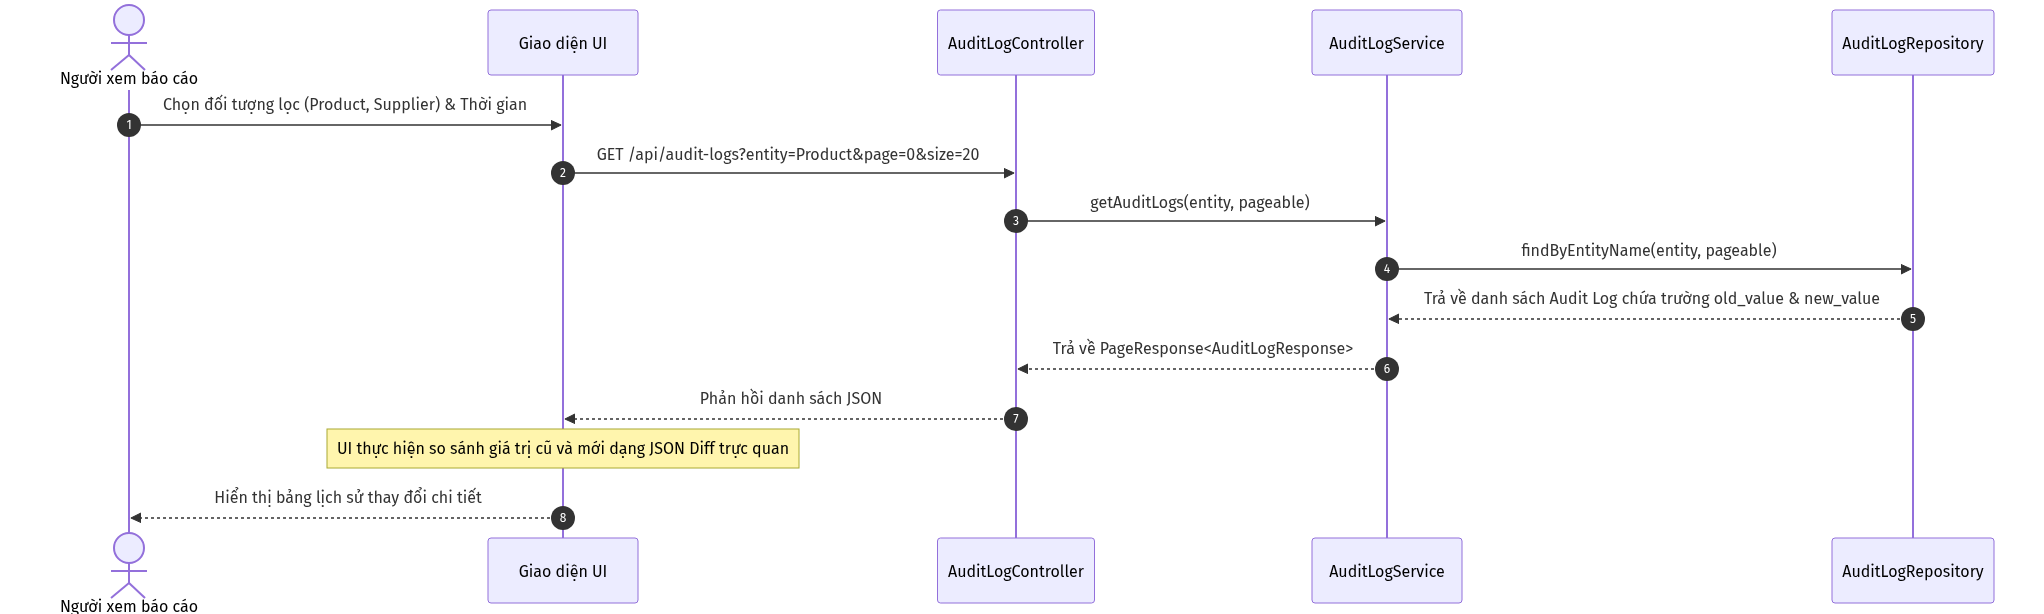 Người xem báo cáo
Giao diện UI
AuditLogController
AuditLogService
AuditLogRepository
Chọn đối tượng lọc (Product, Supplier) & Thời gian
1
GET /api/audit-logs?entity=Product&page=0&size=20
2
getAuditLogs(entity, pageable)
3
findByEntityName(entity, pageable)
4
Trả về danh sách Audit Log chứa trường old_value & new_value
5
Trả về PageResponse<AuditLogResponse>
6
Phản hồi danh sách JSON
7
UI thực hiện so sánh giá trị cũ và mới dạng JSON Diff trực quan
Hiển thị bảng lịch sử thay đổi chi tiết
8
Người xem báo cáo
Giao diện UI
AuditLogController
AuditLogService
AuditLogRepository